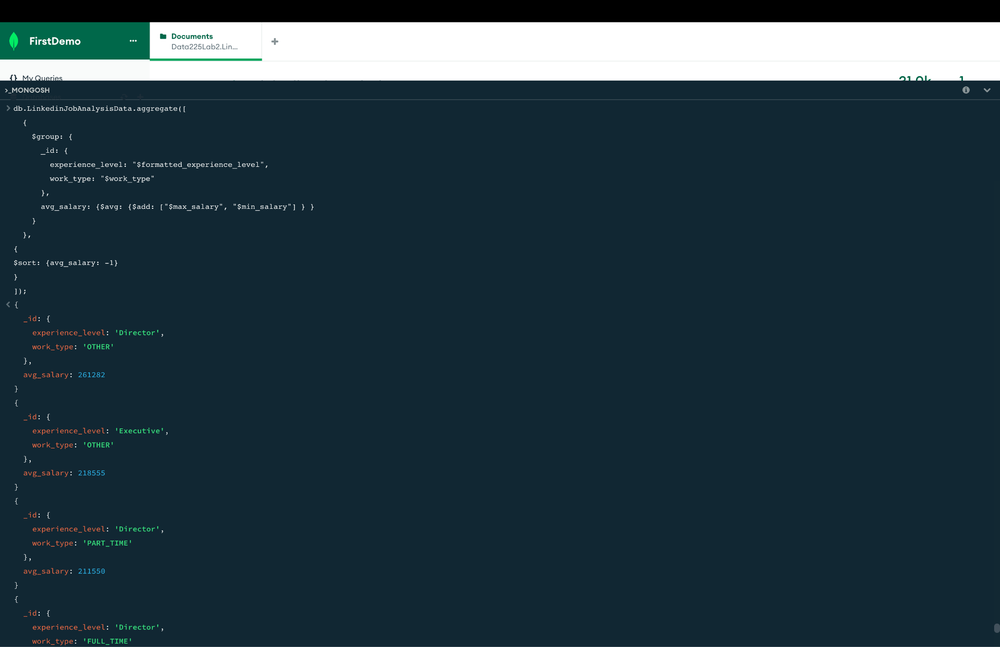 FirstDemo
Documents
Data225Lab2.Lin...
My Queries
>_MONGOSH
db.LinkedinJobAnalysisData.aggregate([
{
$group: {
_id: {
experience_level: "$formatted_experience_level",
work_type: "$work_type"
},
avg_salary: {$avg: {$add: ["$max_salary", "$min_salary"] } }
}
},
{
$sort: {avg_salary: -1}
}
]);
{
_id: {
experience_level: 'Director',
work_type: 'OTHER'
},
avg_salary: 261282
}
{
_id: {
experience_level: 'Executive',
work_type: 'OTHER'
},
avg_salary: 218555
}
{
_id: {
experience_level: 'Director',
work_type: 'PART_TIME'
},
avg_salary: 211550
}
{
_id: {
experience_level: 'Director',
work_type: 'FULL_TIME'